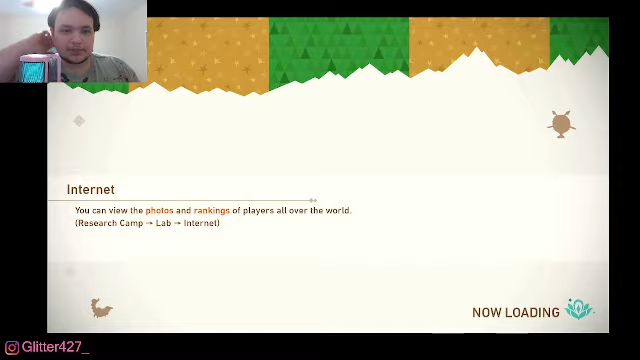 Internet
You can view the photos and rankings of players all over the world.
(Research Camp → Lab → Internet)
NOW LOADING
Glitter427_